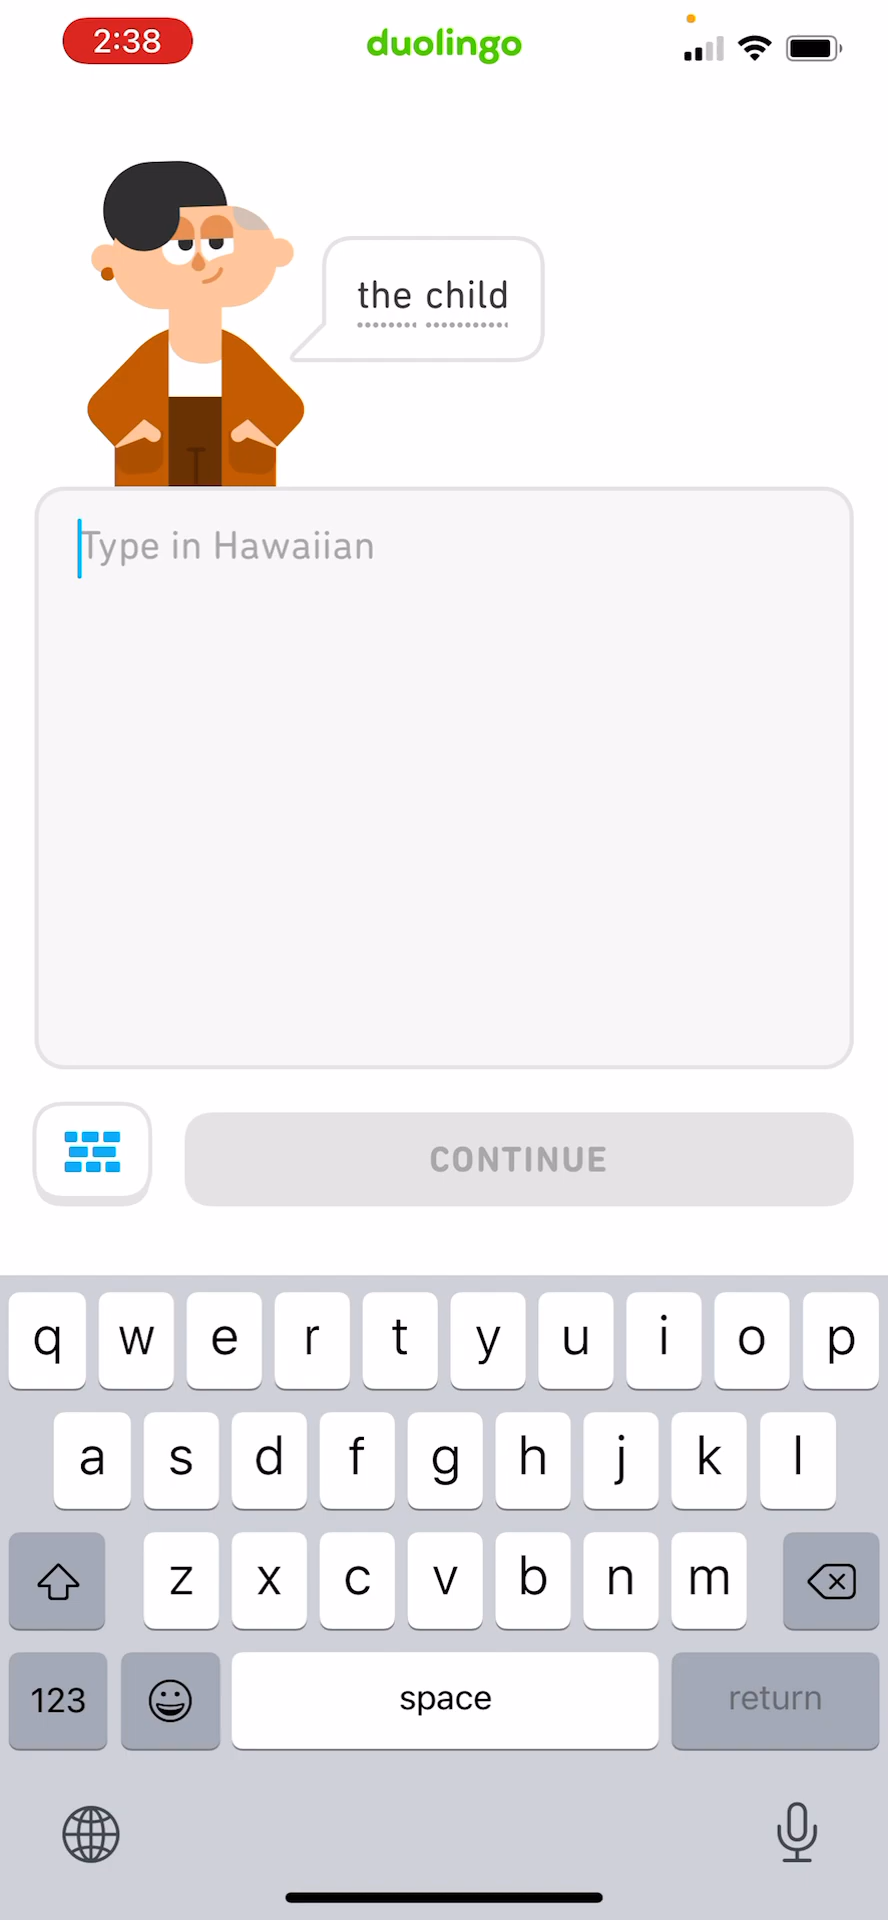 2:38
duolingo
the child
Type in Hawaiian
CONTINUE
q w e r t y u i o p
a s d f g h j k l
z x c v b n m
123 space return